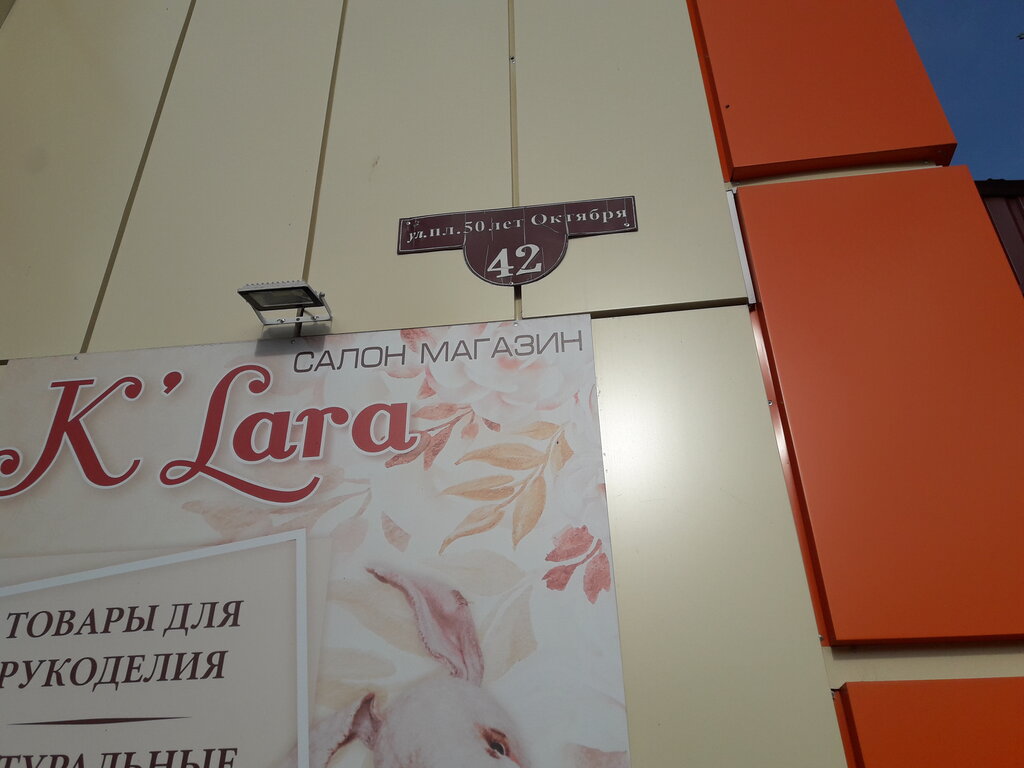 ул.пл.50 лет Октября
42
САЛОН МАГАЗИН
K'Lara
ТОВАРЫ ДЛЯ
РУКОДЕЛИЯ